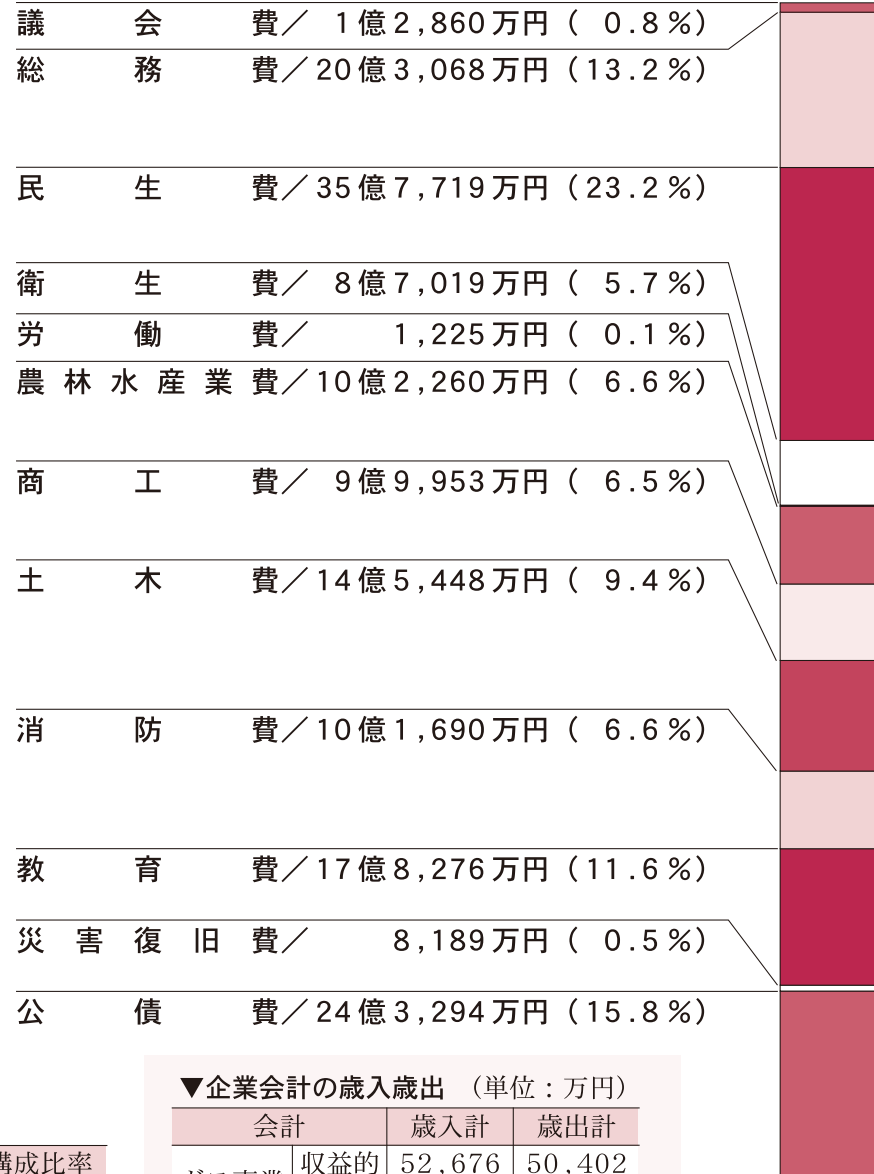 議会費/ 1億2,860万円( 0.8%)
総務費/20億3,068万円(13.2%)
民生費/35億7,719万円(23.2%)
衛生費/ 8億7,019万円( 5.7%)
労働費/ 1,225万円( 0.1%)
農林水産業費/10億2,260万円( 6.6%)
商工費/ 9億9,953万円( 6.5%)
土木費/14億5,448万円( 9.4%)
消防費/10億1,690万円( 6.6%)
教育費/17億8,276万円(11.6%)
災害復旧費/ 8,189万円( 0.5%)
公債費/24億3,294万円(15.8%)
▼企業会計の歳入歳出 (単位:万円)
会計 歳入計 歳出計
収益的 52,676 50,402
構成比率